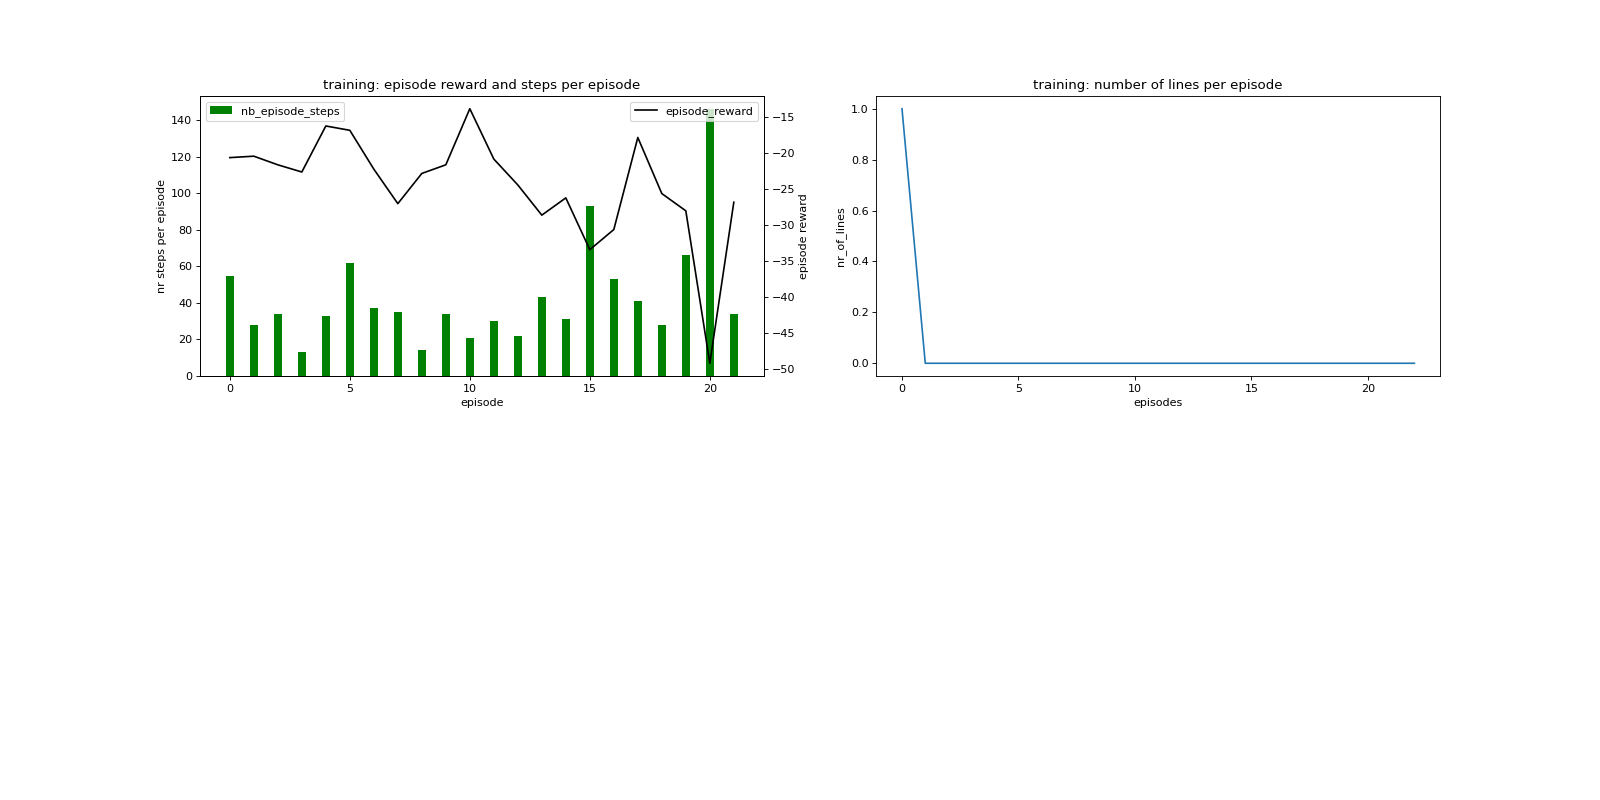 training: episode reward and steps per episode
nb_episode_steps
episode_reward
140
120
100
80
60
40
20
0
nr steps per episode
−15
−20
−25
−30
−35
−40
−45
−50
episode reward
0 5 10 15 20
episode
training: number of lines per episode
1.0
0.8
0.6
0.4
0.2
0.0
nr_of_lines
0 5 10 15 20
episodes